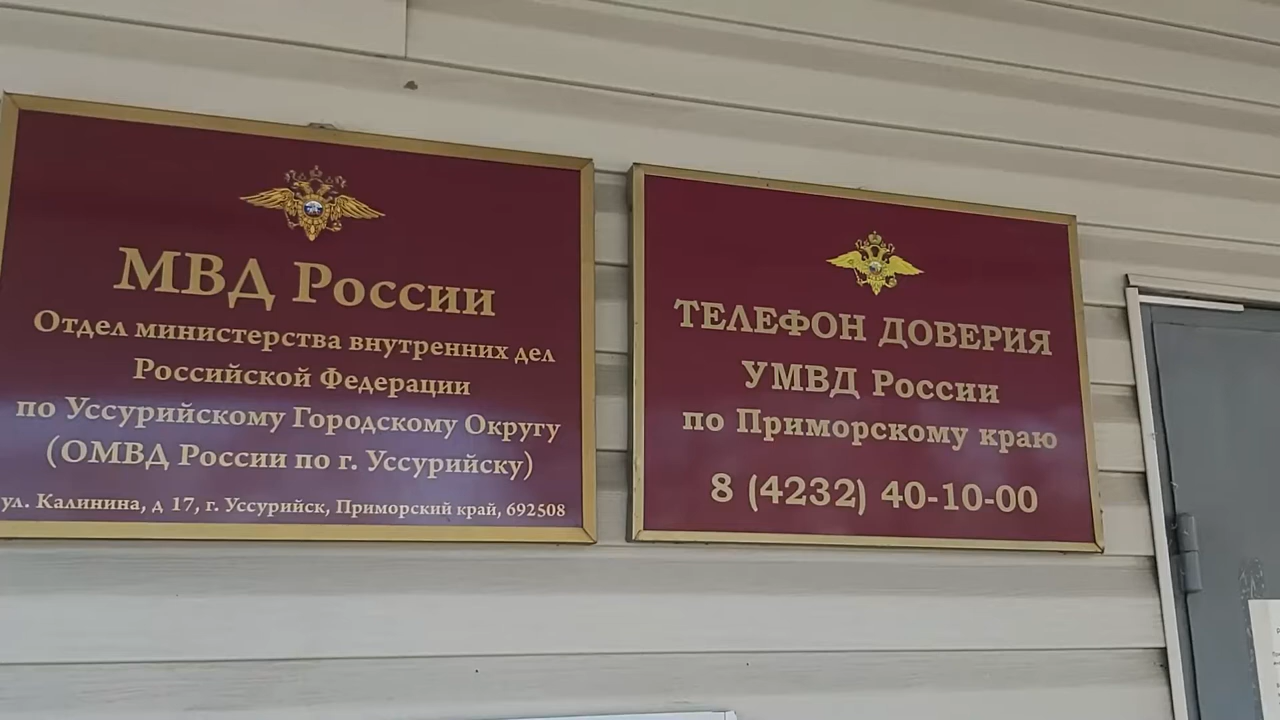 МВД России
Отдел министерства внутренних дел
Российской Федерации
по Уссурийскому Городскому Округу
(ОМВД России по г. Уссурийску)
ул. Калинина, д 17, г. Уссурийск, Приморский край, 692508
ТЕЛЕФОН ДОВЕРИЯ
УМВД России
по Приморскому краю
8 (4232) 40-10-00